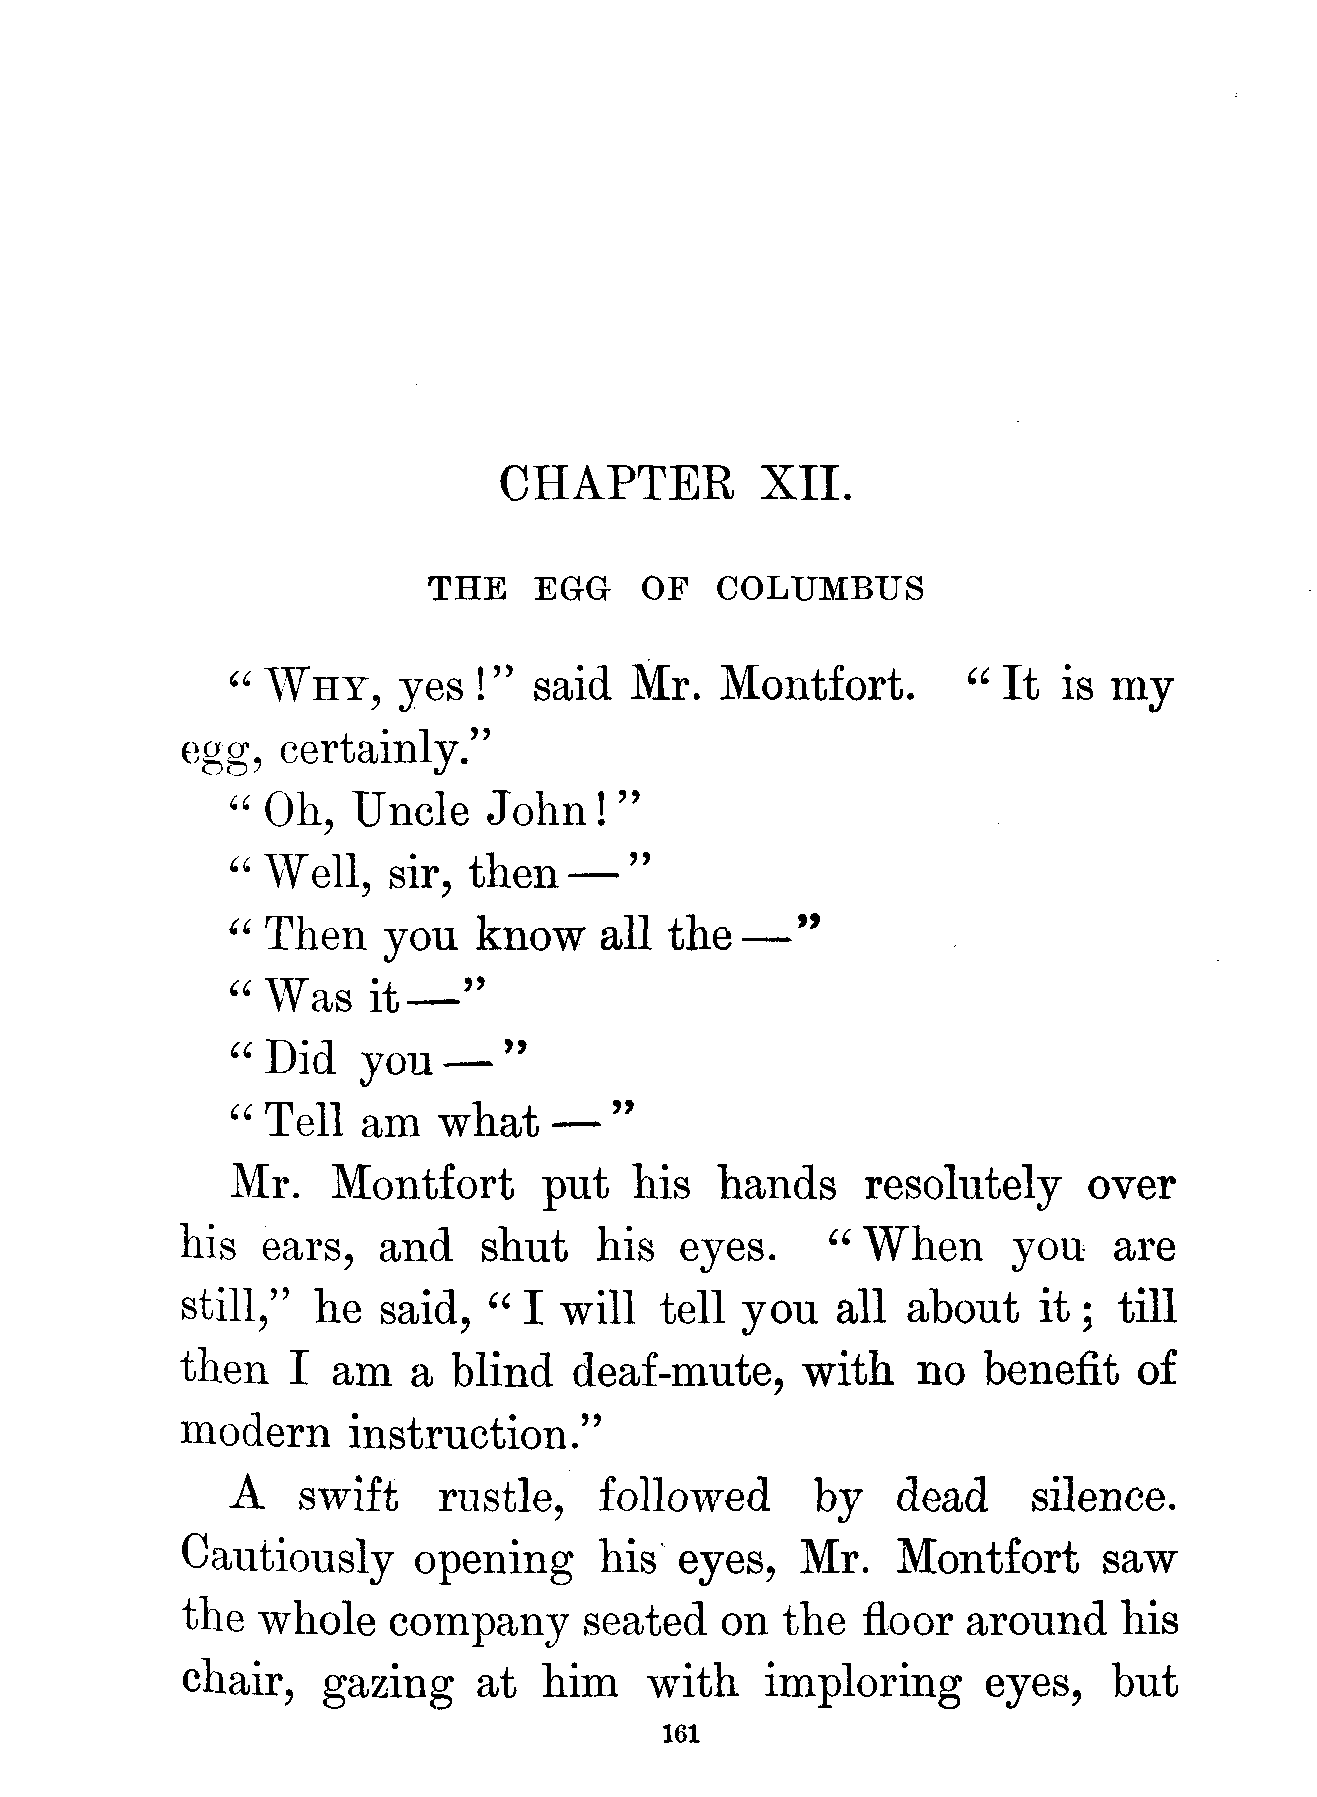 CHAPTER XII.
THE EGG OF COLUMBUS
“ WHY, yes !” said Mr. Montfort. “ It is my
egg, certainly.”
“ Oh, Uncle John ! ”
“ Well, sir, then — ”
“ Then you know all the — ”
“ Was it — ”
“ Did you — ”
“ Tell am what — ”
Mr. Montfort put his hands resolutely over
his ears, and shut his eyes. “ When you are
still,” he said, “ I will tell you all about it ; till
then I am a blind deaf-mute, with no benefit of
modern instruction.”
A swift rustle, followed by dead silence.
Cautiously opening his eyes, Mr. Montfort saw
the whole company seated on the floor around his
chair, gazing at him with imploring eyes, but
161